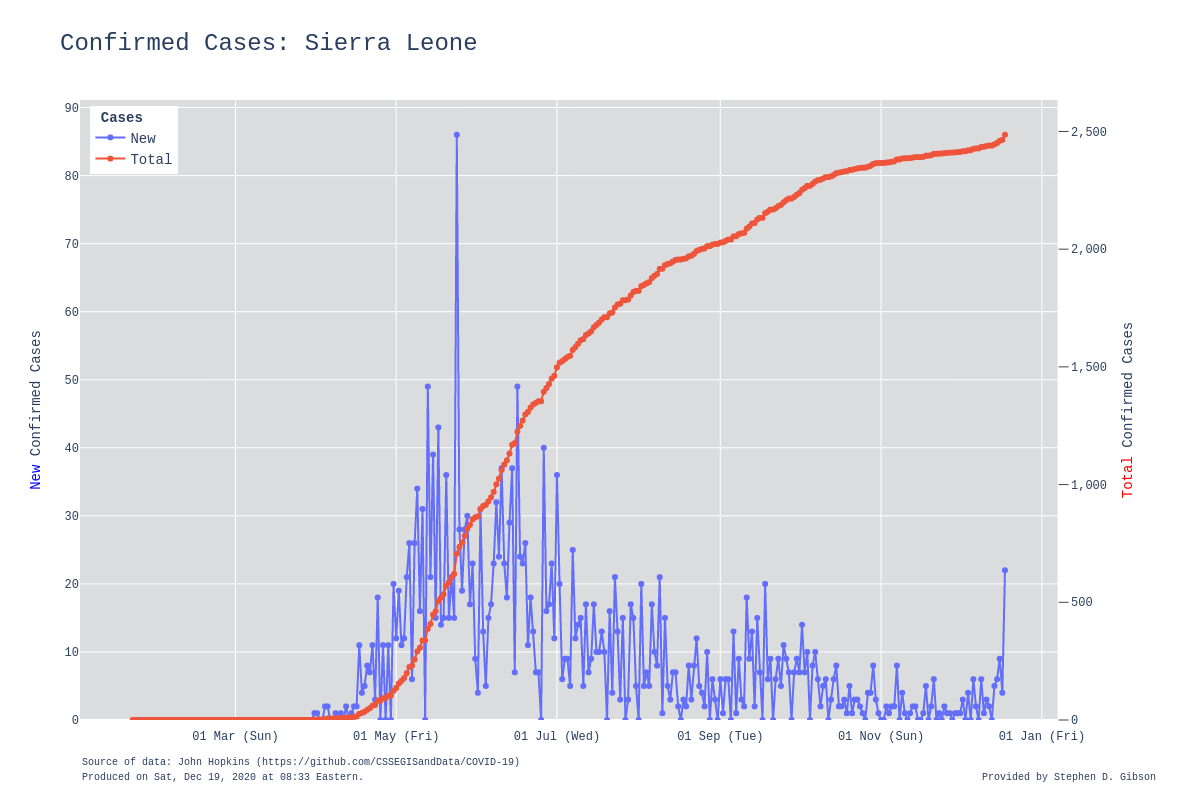 Confirmed Cases: Sierra Leone
Cases
New
Total
90
80
70
60
50
40
30
20
10
0
New Confirmed Cases
2,500
2,000
1,500
1,000
500
0
Total Confirmed Cases
01 Mar (Sun) 01 May (Fri) 01 Jul (Wed) 01 Sep (Tue) 01 Nov (Sun) 01 Jan (Fri)
Source of data: John Hopkins (https://github.com/CSSEGISandData/COVID-19)
Produced on Sat, Dec 19, 2020 at 08:33 Eastern.
Provided by Stephen D. Gibson